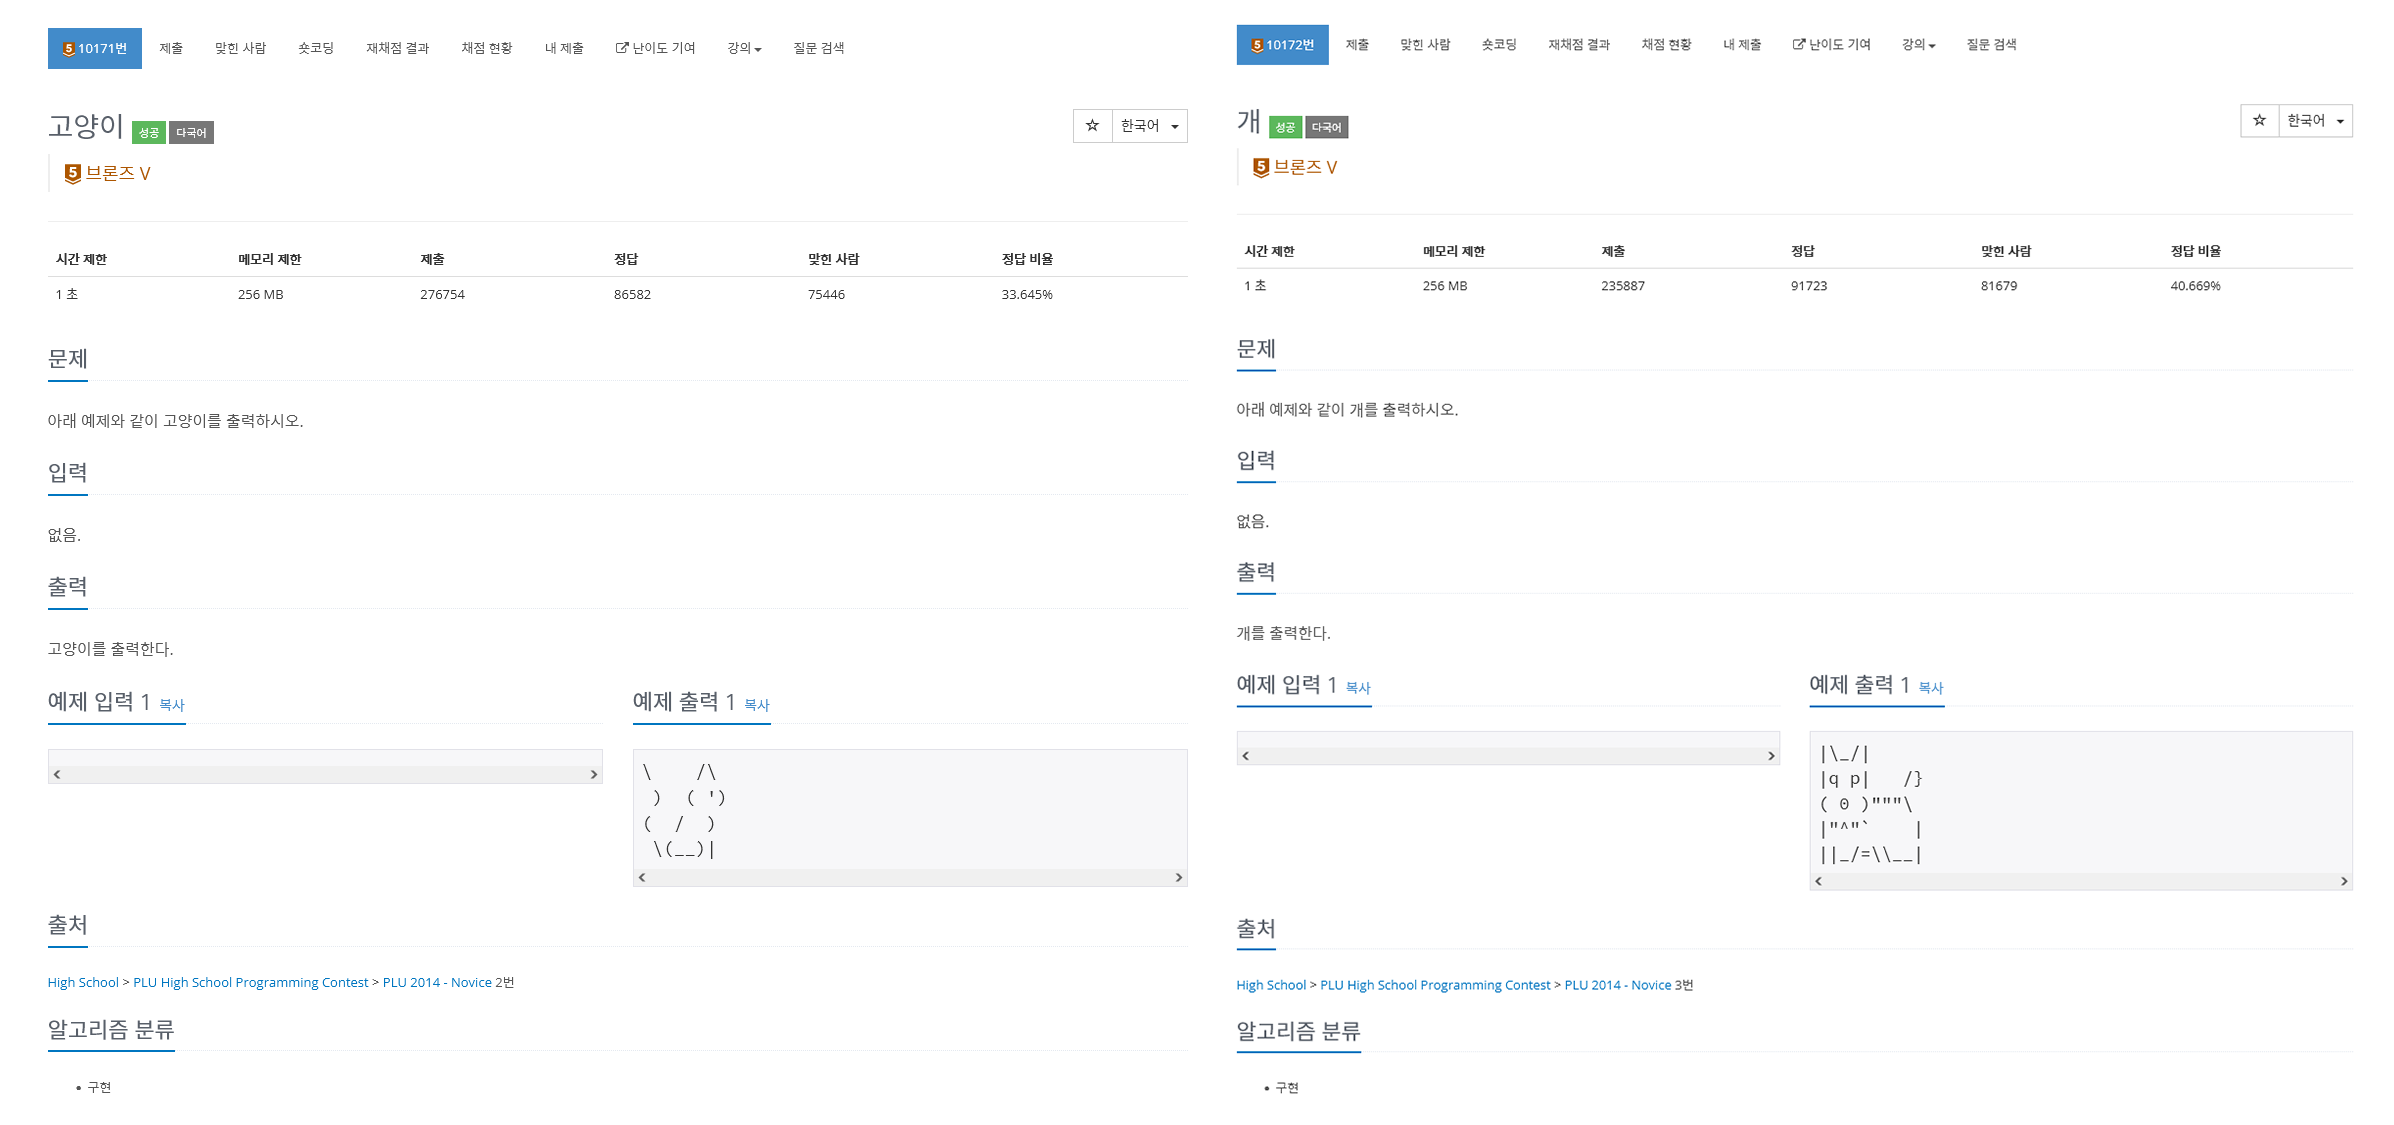 10171번 제출 맞힌 사람 숏코딩 재채점 결과 채점 현황 내 제출 난이도 기여 강의 질문 검색
고양이 성공 다국어
한국어
5 브론즈 V
시간 제한 메모리 제한 제출 정답 맞힌 사람 정답 비율
1 초 256 MB 276754 86582 75446 33.645%
문제
아래 예제와 같이 고양이를 출력하시오.
입력
없음.
출력
고양이를 출력한다.
예제 입력 1 복사
예제 출력 1 복사
\    /\
 )  ( ')
(  /  )
 \(__)|
출처
High School > PLU High School Programming Contest > PLU 2014 - Novice 2번
알고리즘 분류
• 구현
10172번 제출 맞힌 사람 숏코딩 재채점 결과 채점 현황 내 제출 난이도 기여 강의 질문 검색
개 성공 다국어
한국어
5 브론즈 V
시간 제한 메모리 제한 제출 정답 맞힌 사람 정답 비율
1 초 256 MB 235887 91723 81679 40.669%
문제
아래 예제와 같이 개를 출력하시오.
입력
없음.
출력
개를 출력한다.
예제 입력 1 복사
예제 출력 1 복사
|\_/|
|q p|   /}
( 0 )"""\
|"^"`    |
||_/=\\__|
출처
High School > PLU High School Programming Contest > PLU 2014 - Novice 3번
알고리즘 분류
• 구현